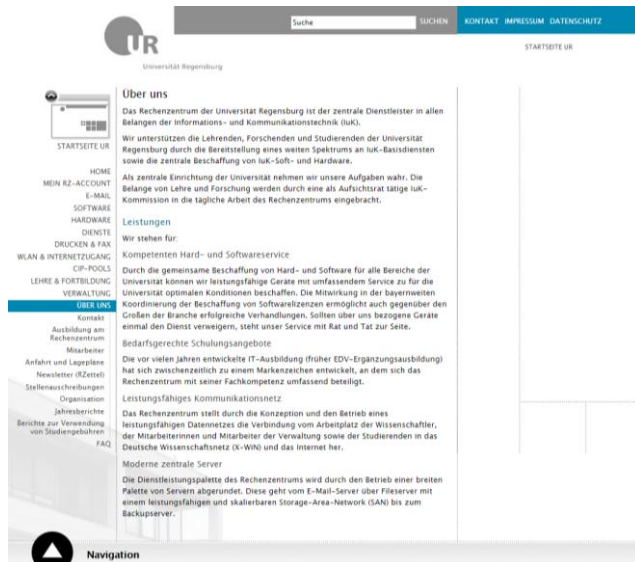 Suche
SUCHEN
KONTAKT IMPRESSUM DATENSCHUTZ
UR
Universität Regensburg
STARTSEITE UR
STARTSEITE UR
HOME
MEIN RZ-ACCOUNT
E-MAIL
SOFTWARE
HARDWARE
DIENSTE
DRUCKEN & FAX
WLAN & INTERNETZUGANG
CIP-POOLS
LEHRE & FORTBILDUNG
VERWALTUNG
ÜBER UNS
Kontakt
Ausbildung am
Rechenzentrum
Mitarbeiter
Anfahrt und Lagepläne
Newsletter (RZettel)
Stellenauschreibungen
Organisation
Jahresberichte
Berichte zur Verwendung
von Studiengebühren
FAQ
Über uns
Das Rechenzentrum der Universität Regensburg ist der zentrale Dienstleister in allen
Belangen der Informations- und Kommunikationstechnik (IuK).
Wir unterstützen die Lehrenden, Forschenden und Studierenden der Universität
Regensburg durch die Bereitstellung eines weiten Spektrums an IuK-Basisdiensten
sowie die zentrale Beschaffung von IuK-Soft- und Hardware.
Als zentrale Einrichtung der Universität nehmen wir unsere Aufgaben wahr. Die
Belange von Lehre und Forschung werden durch eine als Aufsichtsrat tätige IuK-
Kommission in die tägliche Arbeit des Rechenzentrums eingebracht.
Leistungen
Wir stehen für:
Kompetenten Hard- und Softwareservice
Durch die gemeinsame Beschaffung von Hard- und Software für alle Bereiche der
Universität können wir leistungsfähige Geräte mit umfassendem Service zu für die
Universität optimalen Konditionen beschaffen. Die Mitwirkung in der bayernweiten
Koordinierung der Beschaffung von Softwarelizenzen ermöglicht auch gegenüber den
Großen der Branche erfolgreiche Verhandlungen. Sollten über uns bezogene Geräte
einmal den Dienst verweigern, steht unser Service mit Rat und Tat zur Seite.
Bedarfsgerechte Schulungsangebote
Die vor vielen Jahren entwickelte IT-Ausbildung (früher EDV-Ergänzungsausbildung)
hat sich zwischenzeitlich zu einem Markenzeichen entwickelt, an dem sich das
Rechenzentrum mit seiner Fachkompetenz umfassend beteiligt.
Leistungsfähiges Kommunikationsnetz
Das Rechenzentrum stellt durch die Konzeption und den Betrieb eines
leistungsfähigen Datennetzes die Verbindung vom Arbeitplatz der Wissenschaftler,
der Mitarbeiterinnen und Mitarbeiter der Verwaltung sowie der Studierenden in das
Deutsche Wissenschaftsnetz (X-WiN) und das Internet her.
Moderne zentrale Server
Die Dienstleistungspalette des Rechenzentrums wird durch den Betrieb einer breiten
Palette von Servern abgerundet. Diese geht vom E-Mail-Server über Fileserver mit
einem leistungsfähigen und skalierbaren Storage-Area-Network (SAN) bis zum
Backupserver.
Navigation